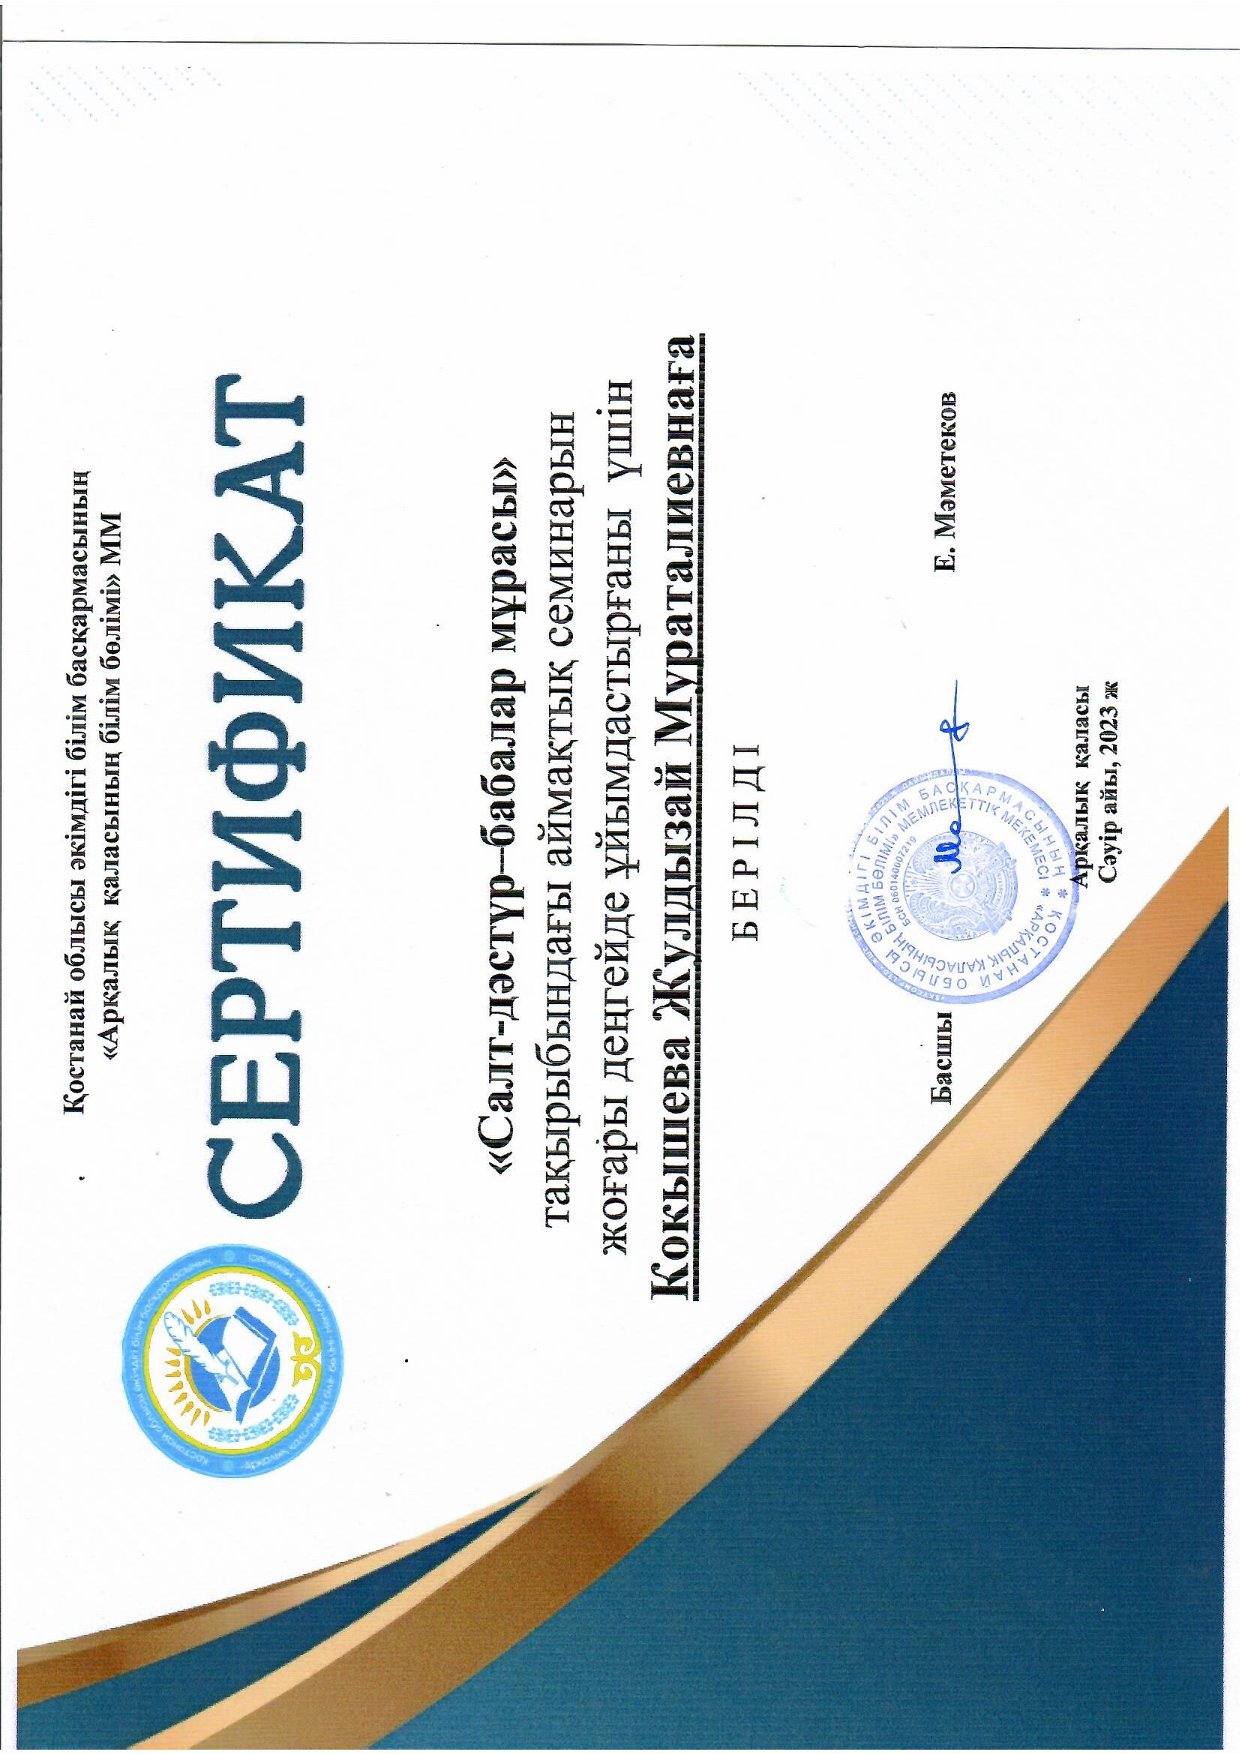 Қостанай облысы әкімдігі білім басқармасының
«Арқалық қаласының білім бөлімі» ММ
СЕРТИФИКАТ
«Салт-дәстүр–бабалар мұрасы»
тақырыбындағы аймақтық семинарын
жоғары деңгейде ұйымдастырғаны үшін
Кокышева Жулдызай Мураталиевнаға
БЕРІЛДІ
Басшы
Е. Мәметеков
ҚОСТАНАЙ ОБЛЫСЫ ӘКІМДІГІ БІЛІМ БАСҚАРМАСЫНЫҢ
«АРҚАЛЫҚ ҚАЛАСЫНЫҢ БІЛІМ БӨЛІМІ» МЕМЛЕКЕТТІК МЕКЕМЕСІ
БСН 060140007219
Арқалық қаласы
Сәуір айы, 2023 ж